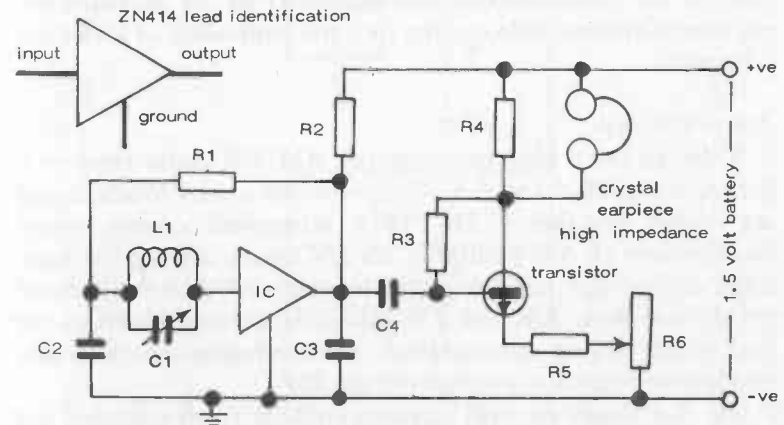 ZN414 lead identification
input
output
ground
+ve
R2
R4
R1
crystal
earpiece
high impedance
L1
R3
transistor
1.5 volt battery
IC
C4
C2
C1
C3
R5
R6
-ve